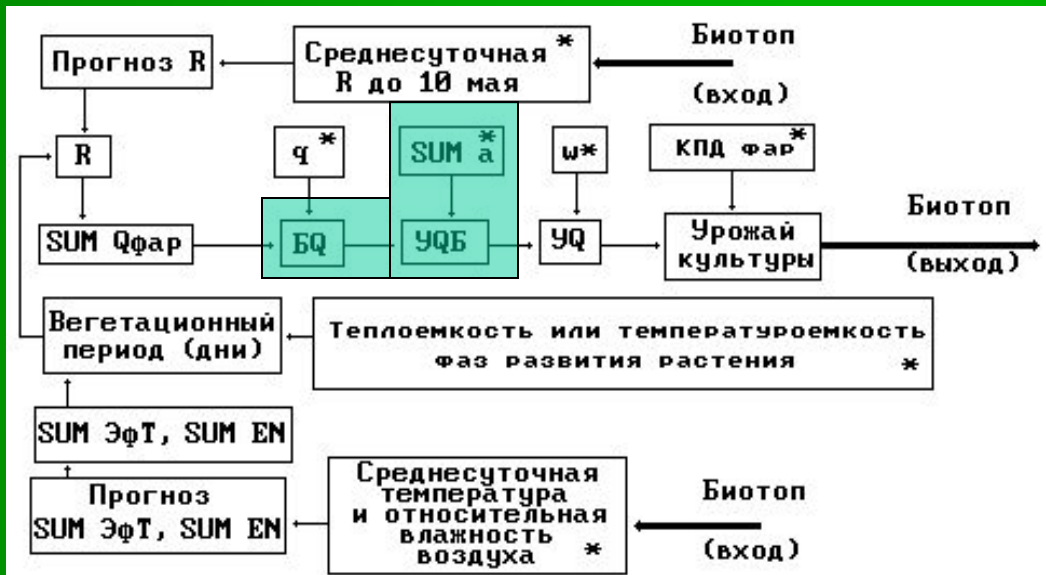 Прогноз R
Среднесуточная *
R до 10 мая
Биотоп
(вход)
R
q *
SUM a *
w*
КПД фар *
SUM Qфар
БQ
УQБ
УQ
Урожай
культуры
Биотоп
(выход)
Вегетационный
период (дни)
Теплоемкость или температуроемкость
фаз развития растения *
SUM ЭфТ, SUM EN
Прогноз
SUM ЭфТ, SUM EN
Среднесуточная
температура
и относительная
влажность
воздуха *
Биотоп
(вход)